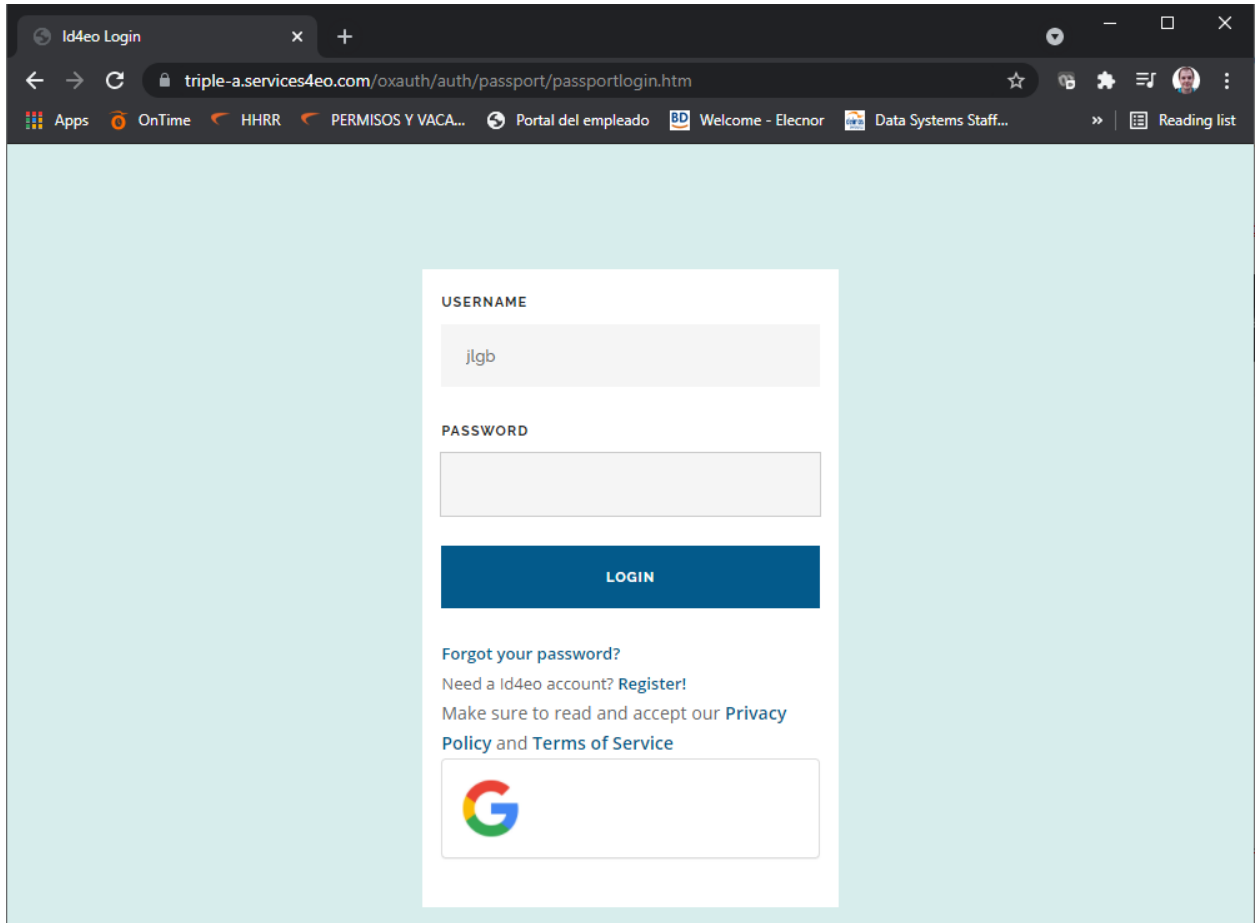 Id4eo Login
triple-a.services4eo.com/oxauth/auth/passport/passportlogin.htm
Apps OnTime HHRR PERMISOS Y VACA... Portal del empleado BD Welcome - Elecnor Data Systems Staff... » Reading list
USERNAME
jlgb
PASSWORD
LOGIN
Forgot your password?
Need a Id4eo account? Register!
Make sure to read and accept our Privacy
Policy and Terms of Service